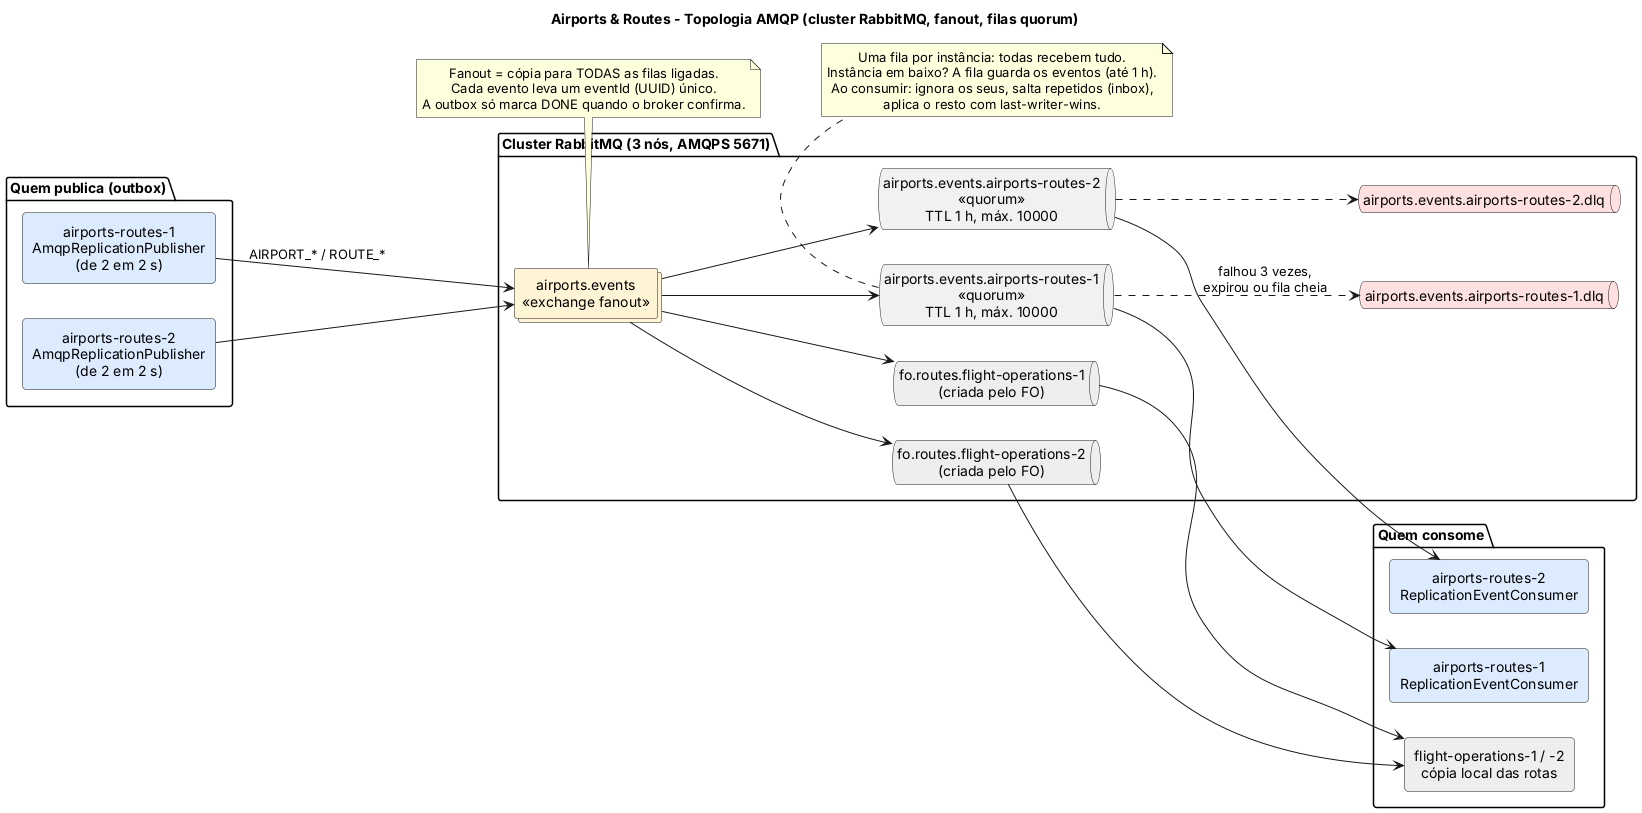 Airports & Routes - Topologia AMQP (cluster RabbitMQ, fanout, filas quorum)
Fanout = cópia para TODAS as filas ligadas.
Cada evento leva um eventId (UUID) único.
A outbox só marca DONE quando o broker confirma.
Uma fila por instância: todas recebem tudo.
Instância em baixo? A fila guarda os eventos (até 1 h).
Ao consumir: ignora os seus, salta repetidos (inbox),
aplica o resto com last-writer-wins.
Quem publica (outbox)
airports-routes-1
AmqpReplicationPublisher
(de 2 em 2 s)
airports-routes-2
AmqpReplicationPublisher
(de 2 em 2 s)
AIRPORT_* / ROUTE_*
Cluster RabbitMQ (3 nós, AMQPS 5671)
airports.events
«exchange fanout»
airports.events.airports-routes-2
«quorum»
TTL 1 h, máx. 10000
airports.events.airports-routes-1
«quorum»
TTL 1 h, máx. 10000
fo.routes.flight-operations-1
(criada pelo FO)
fo.routes.flight-operations-2
(criada pelo FO)
airports.events.airports-routes-2.dlq
falhou 3 vezes,
expirou ou fila cheia
airports.events.airports-routes-1.dlq
Quem consome
airports-routes-2
ReplicationEventConsumer
airports-routes-1
ReplicationEventConsumer
flight-operations-1 / -2
cópia local das rotas